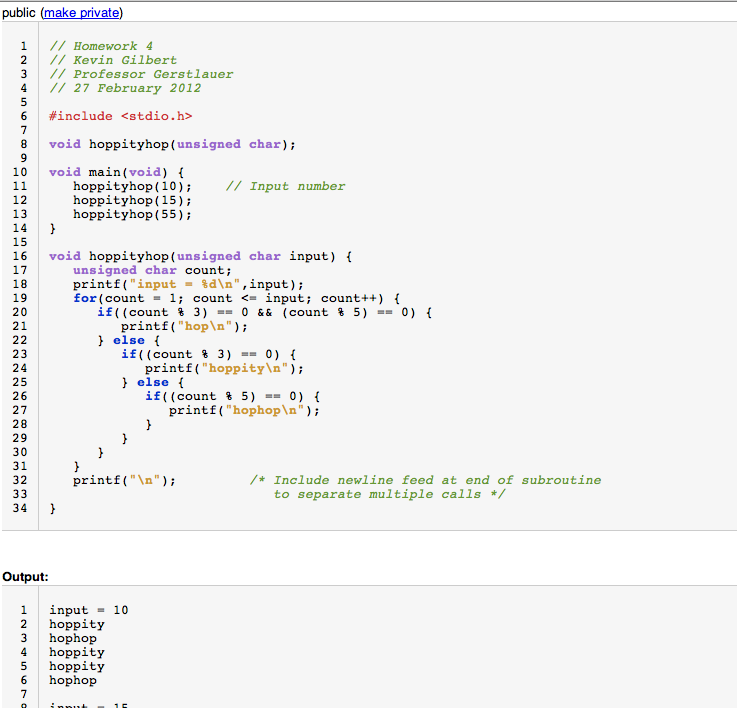 public (make private)
1 // Homework 4
2 // Kevin Gilbert
3 // Professor Gerstlauer
4 // 27 February 2012
5
6 #include <stdio.h>
7
8 void hoppityhop(unsigned char);
9
10 void main(void) {
11    hoppityhop(10);    // Input number
12    hoppityhop(15);
13    hoppityhop(55);
14 }
15
16 void hoppityhop(unsigned char input) {
17    unsigned char count;
18    printf("input = %d\n",input);
19    for(count = 1; count <= input; count++) {
20       if((count % 3) == 0 && (count % 5) == 0) {
21          printf("hop\n");
22       } else {
23          if((count % 3) == 0) {
24             printf("hoppity\n");
25          } else {
26             if((count % 5) == 0) {
27                printf("hophop\n");
28             }
29          }
30       }
31    }
32    printf("\n");         /* Include newline feed at end of subroutine
33                             to separate multiple calls */
34 }
Output:
1 input = 10
2 hoppity
3 hophop
4 hoppity
5 hoppity
6 hophop
7
8 input = 15